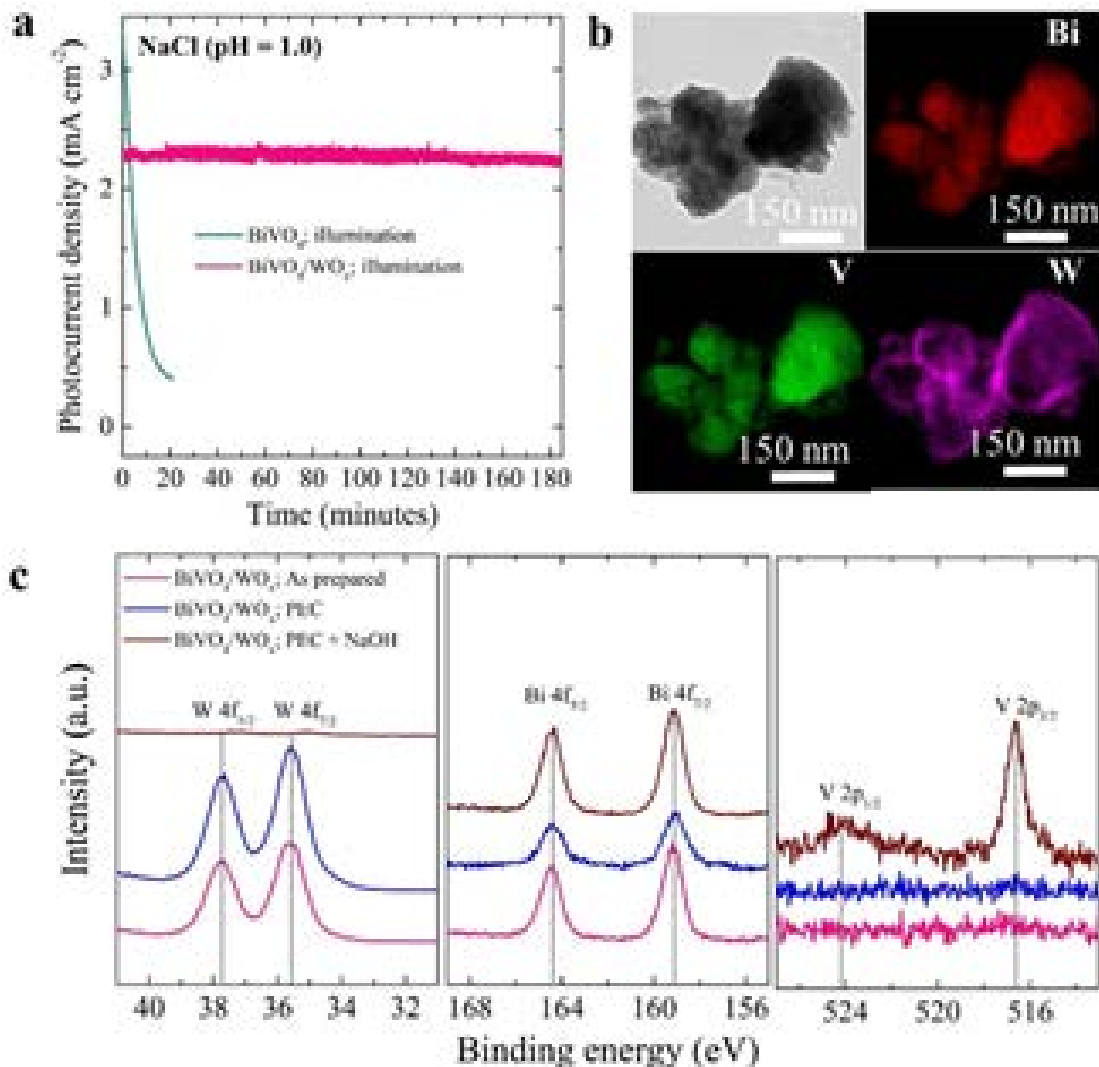 a
NaCl (pH = 1.0)
Photocurrent density (mA cm⁻²)
3
2
1
0
BiVO₄; illumination
BiVO₄/WO₃; illumination
0 20 40 60 80 100 120 140 160 180
Time (minutes)
b
Bi
150 nm
150 nm
V
W
150 nm
150 nm
c
Intensity (a.u.)
BiVO₄/WO₃; As prepared
BiVO₄/WO₃; PEC
BiVO₄/WO₃; PEC + NaOH
W 4f₅/₂ W 4f₇/₂
Bi 4f₅/₂ Bi 4f₇/₂
V 2p₁/₂ V 2p₃/₂
40 38 36 34 32
168 164 160 156
524 520 516
Binding energy (eV)